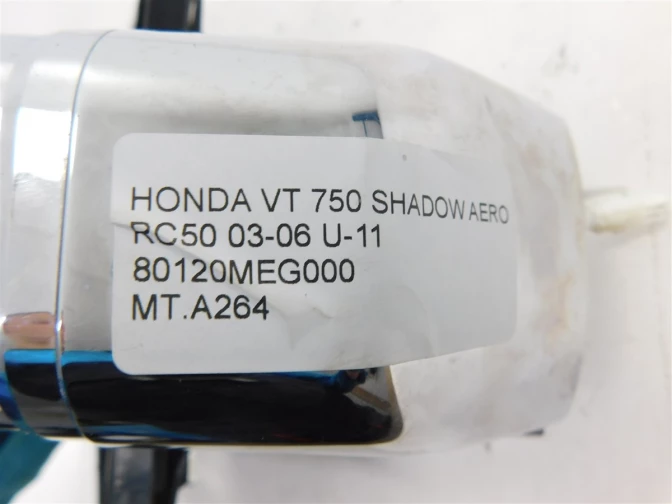 HONDA VT 750 SHADOW AERO
RC50 03-06 U-11
80120MEG000
MT.A264